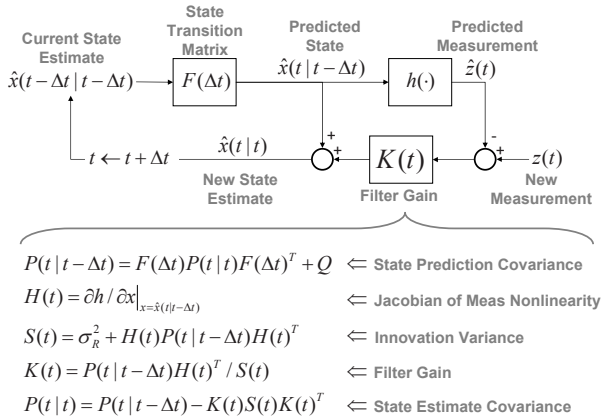 Current State Estimate
State Transition Matrix
Predicted State
Predicted Measurement
x̂(t−Δt | t−Δt)
F(Δt)
x̂(t | t−Δt)
h(·)
ẑ(t)
+
+
-
+
t ← t + Δt
x̂(t | t)
K(t)
z(t)
New State Estimate
Filter Gain
New Measurement
P(t | t−Δt) = F(Δt)P(t | t)F(Δt)^T + Q ⇐ State Prediction Covariance
H(t) = ∂h / ∂x|_{x=x̂(t|t−Δt)} ⇐ Jacobian of Meas Nonlinearity
S(t) = σ_R^2 + H(t)P(t | t−Δt)H(t)^T ⇐ Innovation Variance
K(t) = P(t | t−Δt)H(t)^T / S(t) ⇐ Filter Gain
P(t | t) = P(t | t−Δt) − K(t)S(t)K(t)^T ⇐ State Estimate Covariance